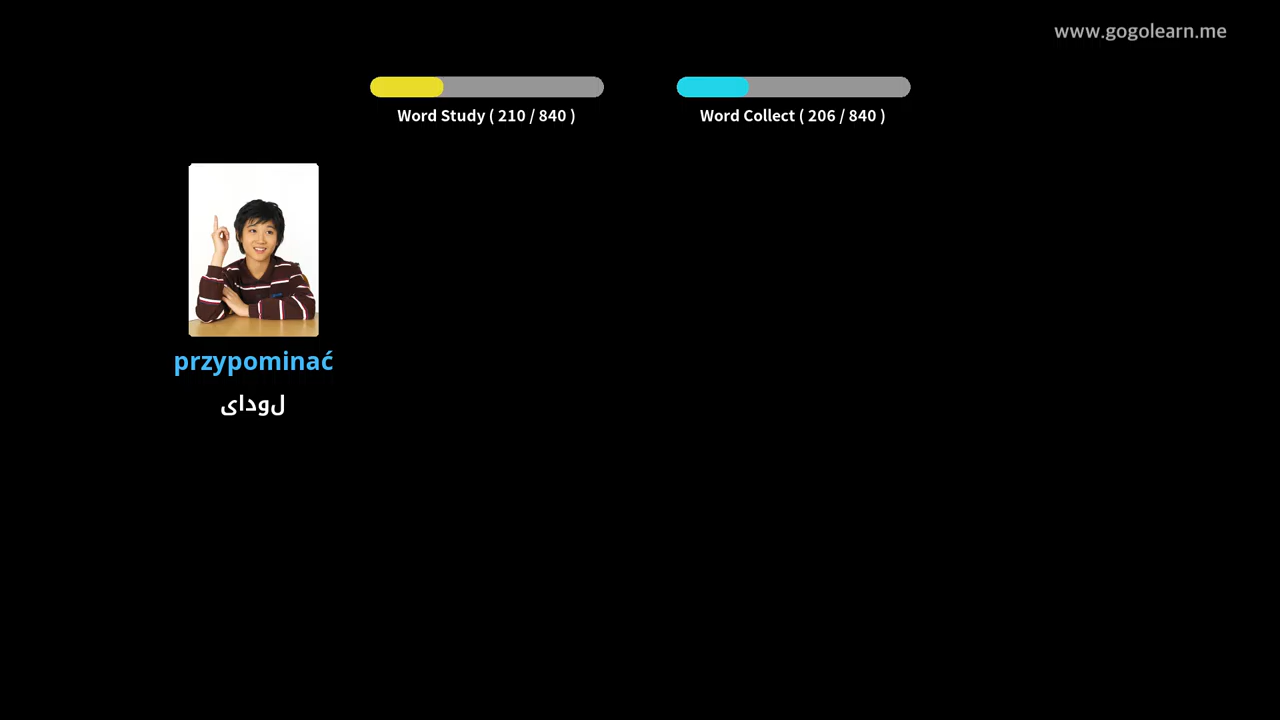 www.gogolearn.me
Word Study ( 210 / 840 )
Word Collect ( 206 / 840 )
przypominać
لودای